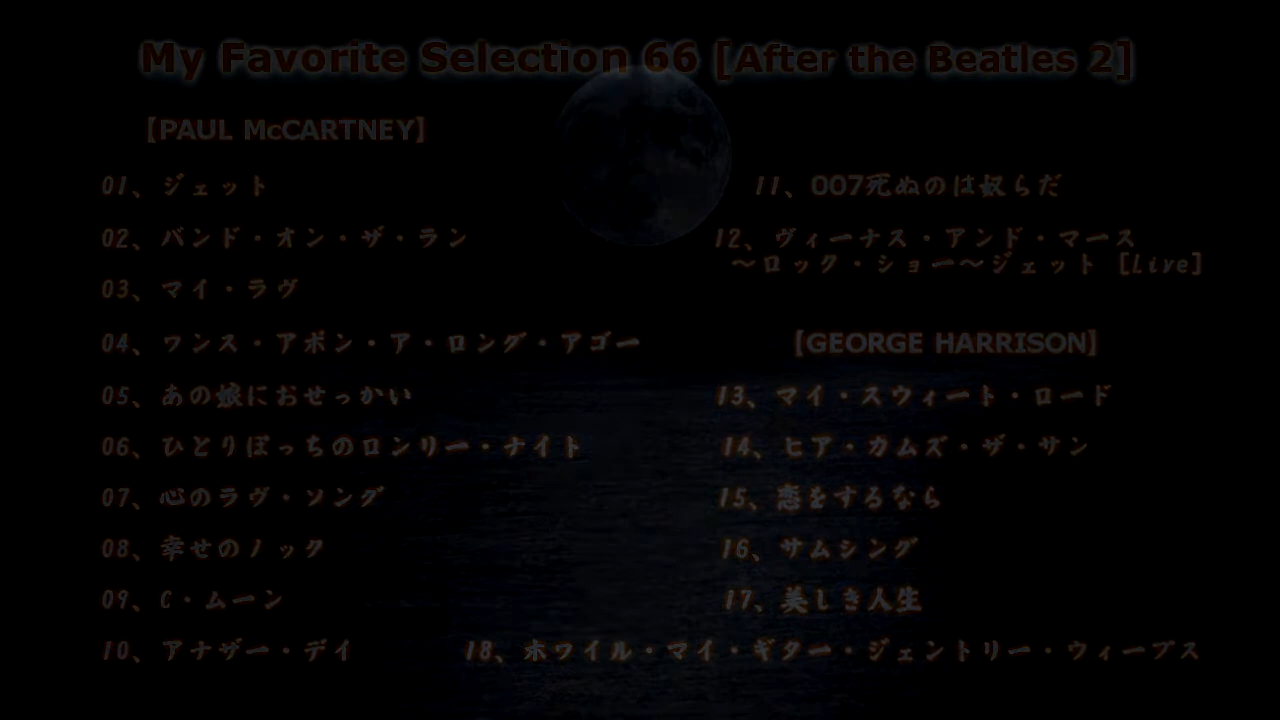 My Favorite Selection 66 [After the Beatles 2]
【PAUL McCARTNEY】
01、ジェット
02、バンド・オン・ザ・ラン
03、マイ・ラヴ
04、ワンス・アポン・ア・ロング・アゴー
05、あの娘におせっかい
06、ひとりぼっちのロンリー・ナイト
07、心のラヴ・ソング
08、幸せのノック
09、C・ムーン
10、アナザー・デイ
11、007死ぬのは奴らだ
12、ヴィーナス・アンド・マース
～ロック・ショー～ジェット [Live]
【GEORGE HARRISON】
13、マイ・スウィート・ロード
14、ヒア・カムズ・ザ・サン
15、恋をするなら
16、サムシング
17、美しき人生
18、ホワイル・マイ・ギター・ジェントリー・ウィープス